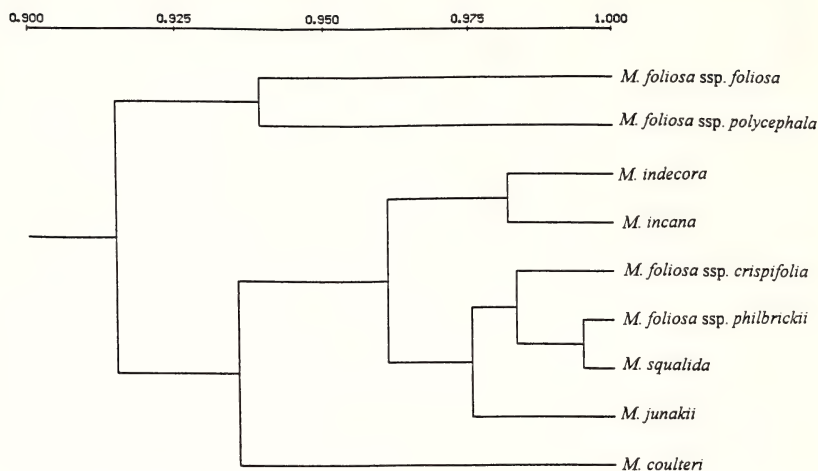 0.900 0.925 0.950 0.975 1.000
M. foliosa ssp. foliosa
M. foliosa ssp. polycephala
M. indecora
M. incana
M. foliosa ssp. crispifolia
M. foliosa ssp. philbrickii
M. squalida
M. junakii
M. coulteri